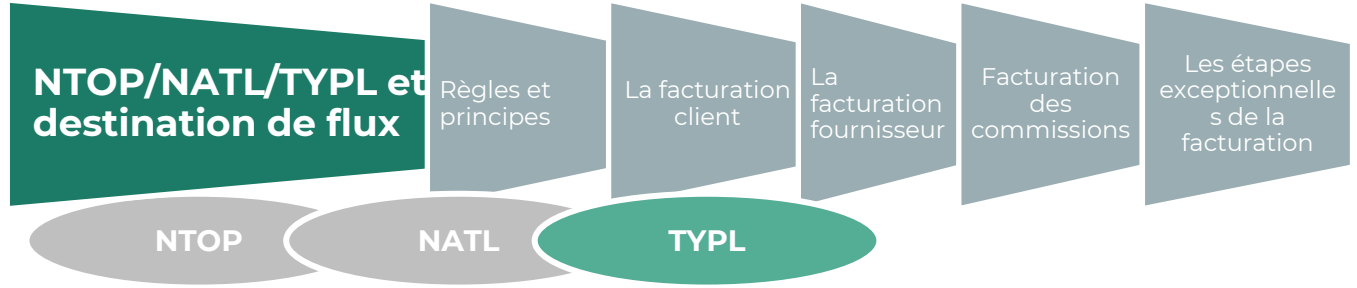 NTOP/NATL/TYPL et
destination de flux
Règles et
principes
La facturation
client
La
facturation
fournisseur
Facturation
des
commissions
Les étapes
exceptionnelle
s de la
facturation
NTOP
NATL
TYPL